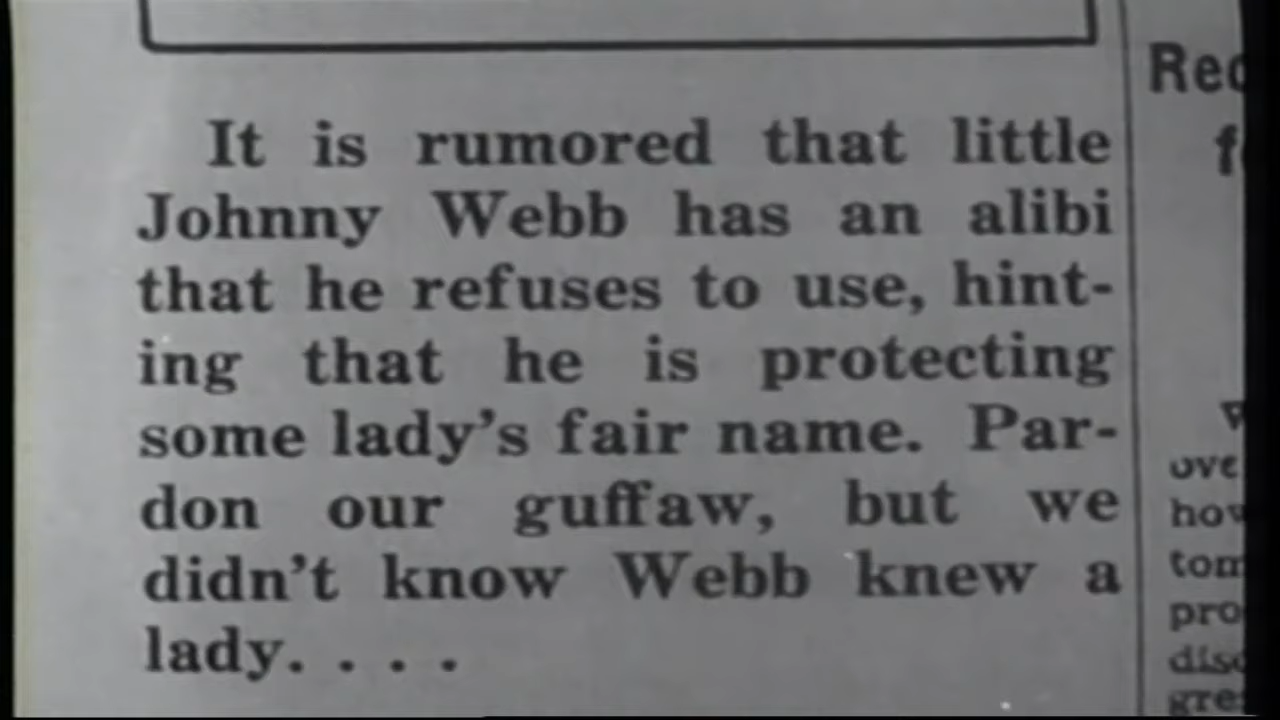 It is rumored that little
Johnny Webb has an alibi
that he refuses to use, hint-
ing that he is protecting
some lady's fair name. Par-
don our guffaw, but we
didn't know Webb knew a
lady. . . .